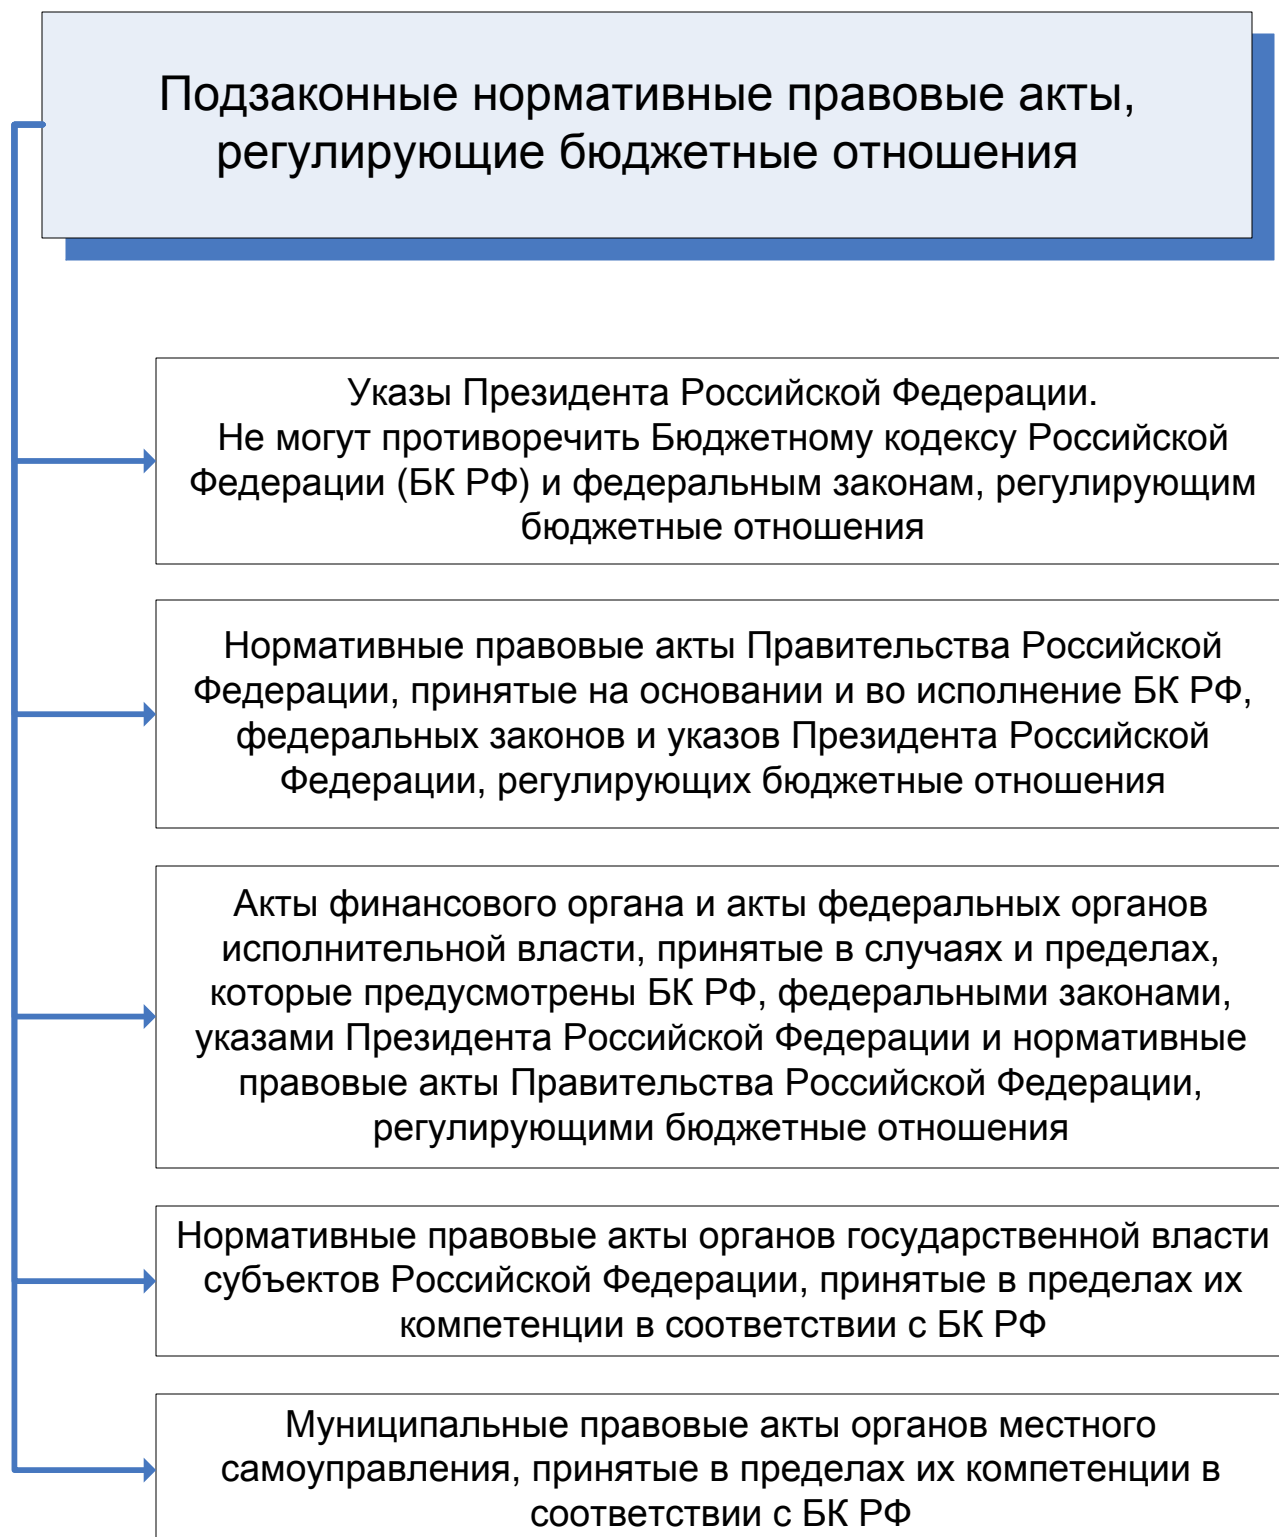 Подзаконные нормативные правовые акты,
регулирующие бюджетные отношения
Указы Президента Российской Федерации.
Не могут противоречить Бюджетному кодексу Российской
Федерации (БК РФ) и федеральным законам, регулирующим
бюджетные отношения
Нормативные правовые акты Правительства Российской
Федерации, принятые на основании и во исполнение БК РФ,
федеральных законов и указов Президента Российской
Федерации, регулирующих бюджетные отношения
Акты финансового органа и акты федеральных органов
исполнительной власти, принятые в случаях и пределах,
которые предусмотрены БК РФ, федеральными законами,
указами Президента Российской Федерации и нормативные
правовые акты Правительства Российской Федерации,
регулирующими бюджетные отношения
Нормативные правовые акты органов государственной власти
субъектов Российской Федерации, принятые в пределах их
компетенции в соответствии с БК РФ
Муниципальные правовые акты органов местного
самоуправления, принятые в пределах их компетенции в
соответствии с БК РФ